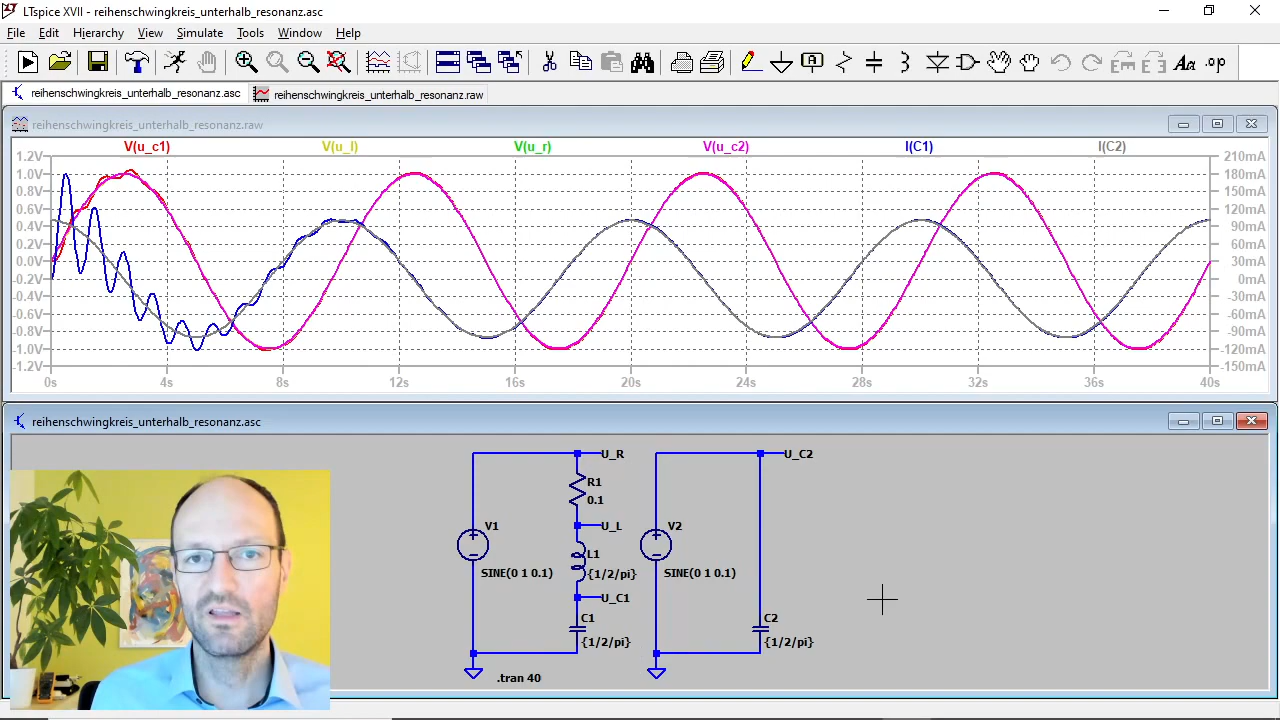 LTspice XVII - reihenschwingkreis_unterhalb_resonanz.asc
File Edit Hierarchy View Simulate Tools Window Help
Aa .op
reihenschwingkreis_unterhalb_resonanz.asc reihenschwingkreis_unterhalb_resonanz.raw
reihenschwingkreis_unterhalb_resonanz.raw
V(u_c1) V(u_l) V(u_r) V(u_c2) I(C1) I(C2)
1.2V 210mA
1.0V 180mA
0.8V 150mA
0.6V 120mA
0.4V 90mA
0.2V 60mA
0.0V 30mA
-0.2V 0mA
-0.4V -30mA
-0.6V -60mA
-0.8V -90mA
-1.0V -120mA
-1.2V -150mA
0s 4s 8s 12s 16s 20s 24s 28s 32s 36s 40s
reihenschwingkreis_unterhalb_resonanz.asc
U_R U_C2
R1
0.1
V1 U_L V2
L1
SINE(0 1 0.1) {1/2/pi} SINE(0 1 0.1)
U_C1
C1 C2
{1/2/pi} {1/2/pi}
.tran 40